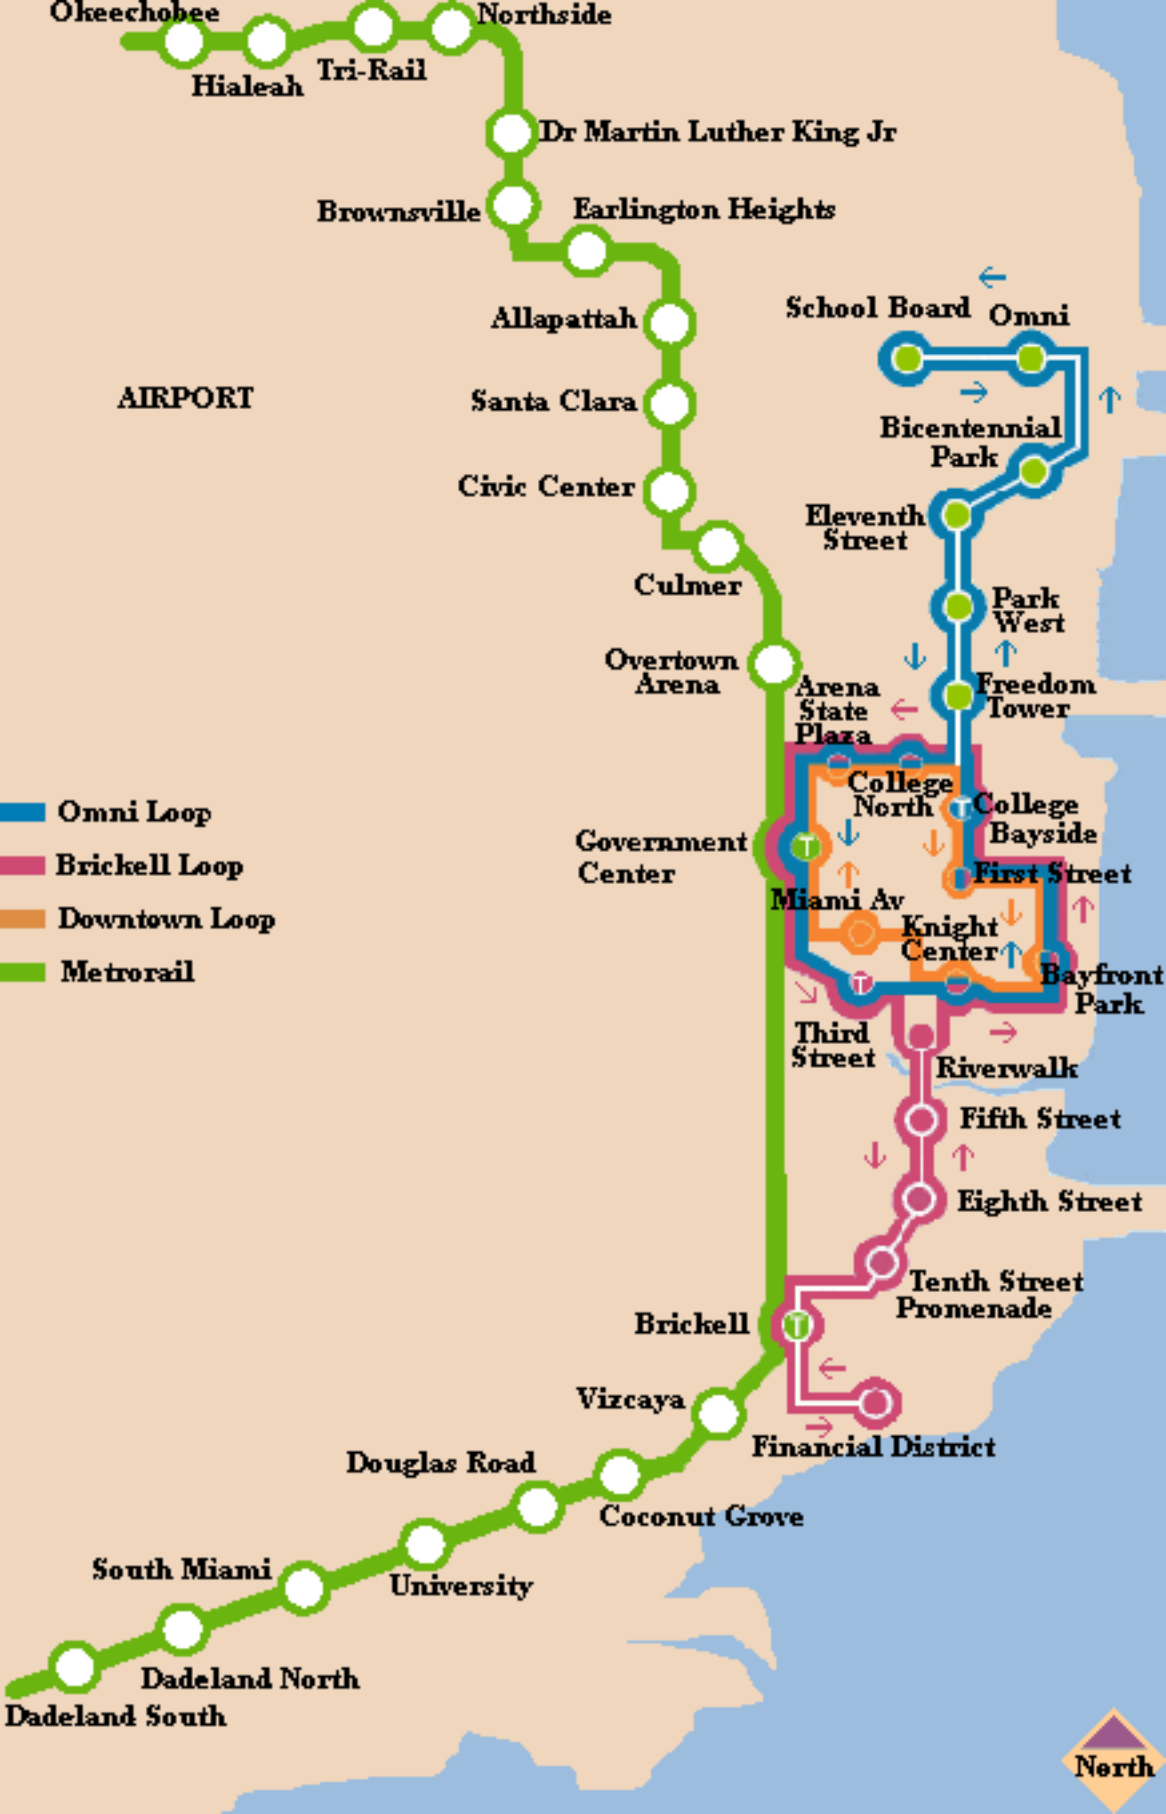 Okeechobee
Northside
Hialeah
Tri-Rail
Dr Martin Luther King Jr
Brownsville
Earlington Heights
Allapattah
School Board
Omni
AIRPORT
Santa Clara
Bicentennial
Park
Civic Center
Eleventh
Street
Culmer
Park
West
Overtown
Arena
Arena
State
Plaza
Freedom
Tower
College
North
T
College
Bayside
Omni Loop
Brickell Loop
Downtown Loop
Metrorail
Government
Center
T
First Street
Miami Av
Knight
Center
Bayfront
Park
T
Third
Street
Riverwalk
Fifth Street
Eighth Street
Tenth Street
Promenade
Brickell
T
Vizcaya
Financial District
Douglas Road
Coconut Grove
South Miami
University
Dadeland North
Dadeland South
North